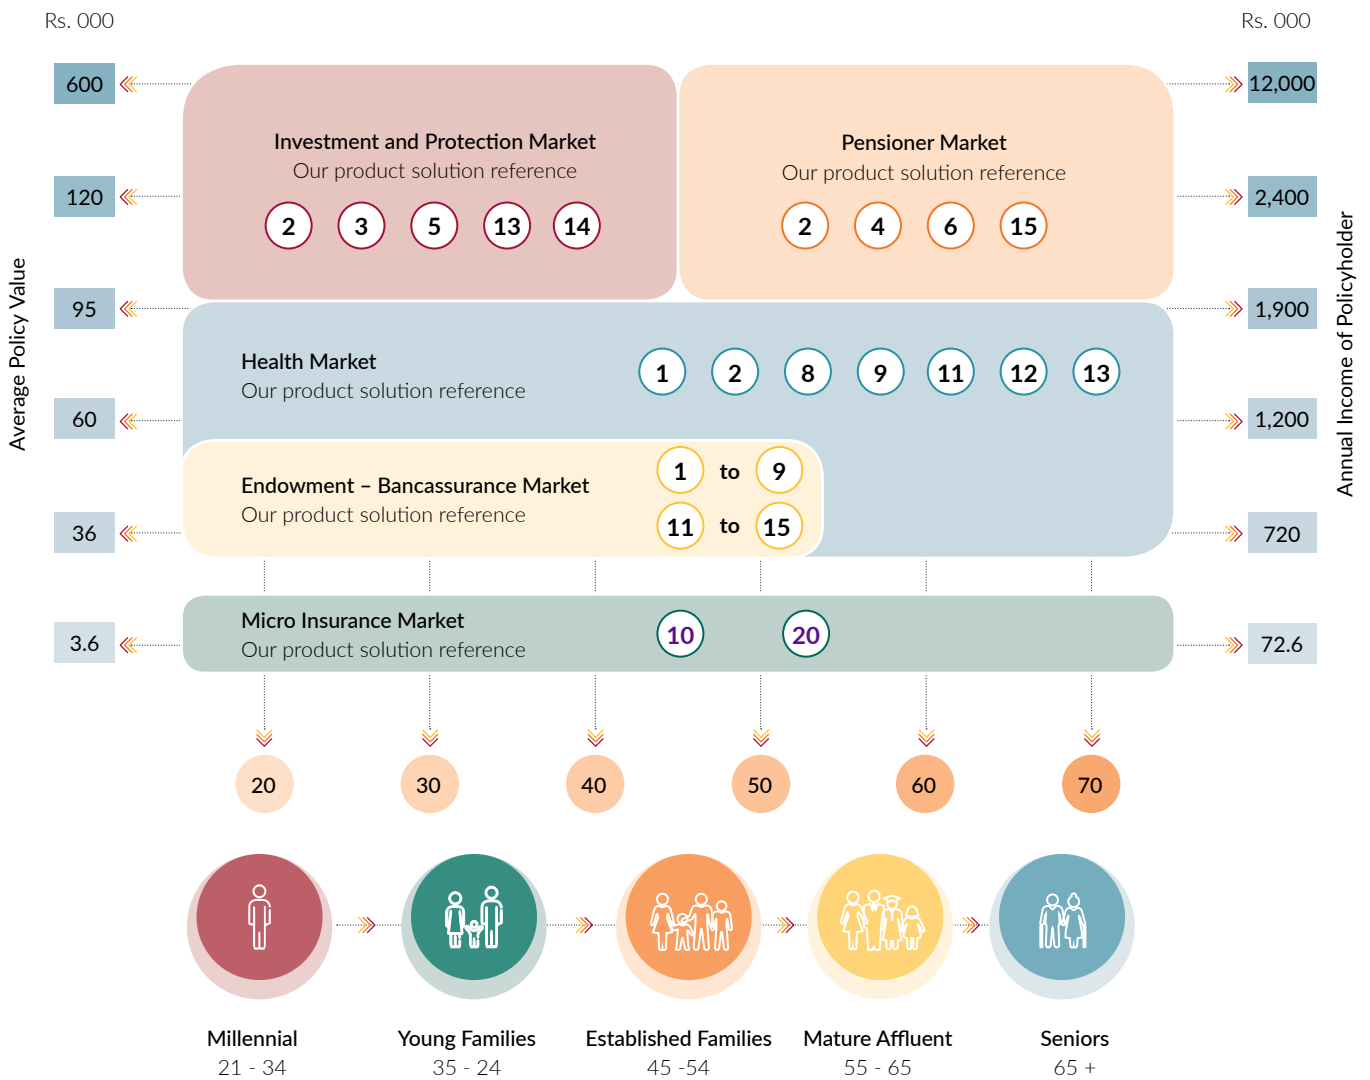 Rs. 000
Rs. 000
600
12,000
Investment and Protection Market
Our product solution reference
2 3 5 13 14
Pensioner Market
Our product solution reference
2 4 6 15
120
2,400
Average Policy Value
Annual Income of Policyholder
95
1,900
Health Market
Our product solution reference
1 2 8 9 11 12 13
60
1,200
Endowment – Bancassurance Market
Our product solution reference
1 to 9
11 to 15
36
720
Micro Insurance Market
Our product solution reference
10 20
3.6
72.6
20 30 40 50 60 70
Millennial
21 - 34
Young Families
35 - 24
Established Families
45 -54
Mature Affluent
55 - 65
Seniors
65 +